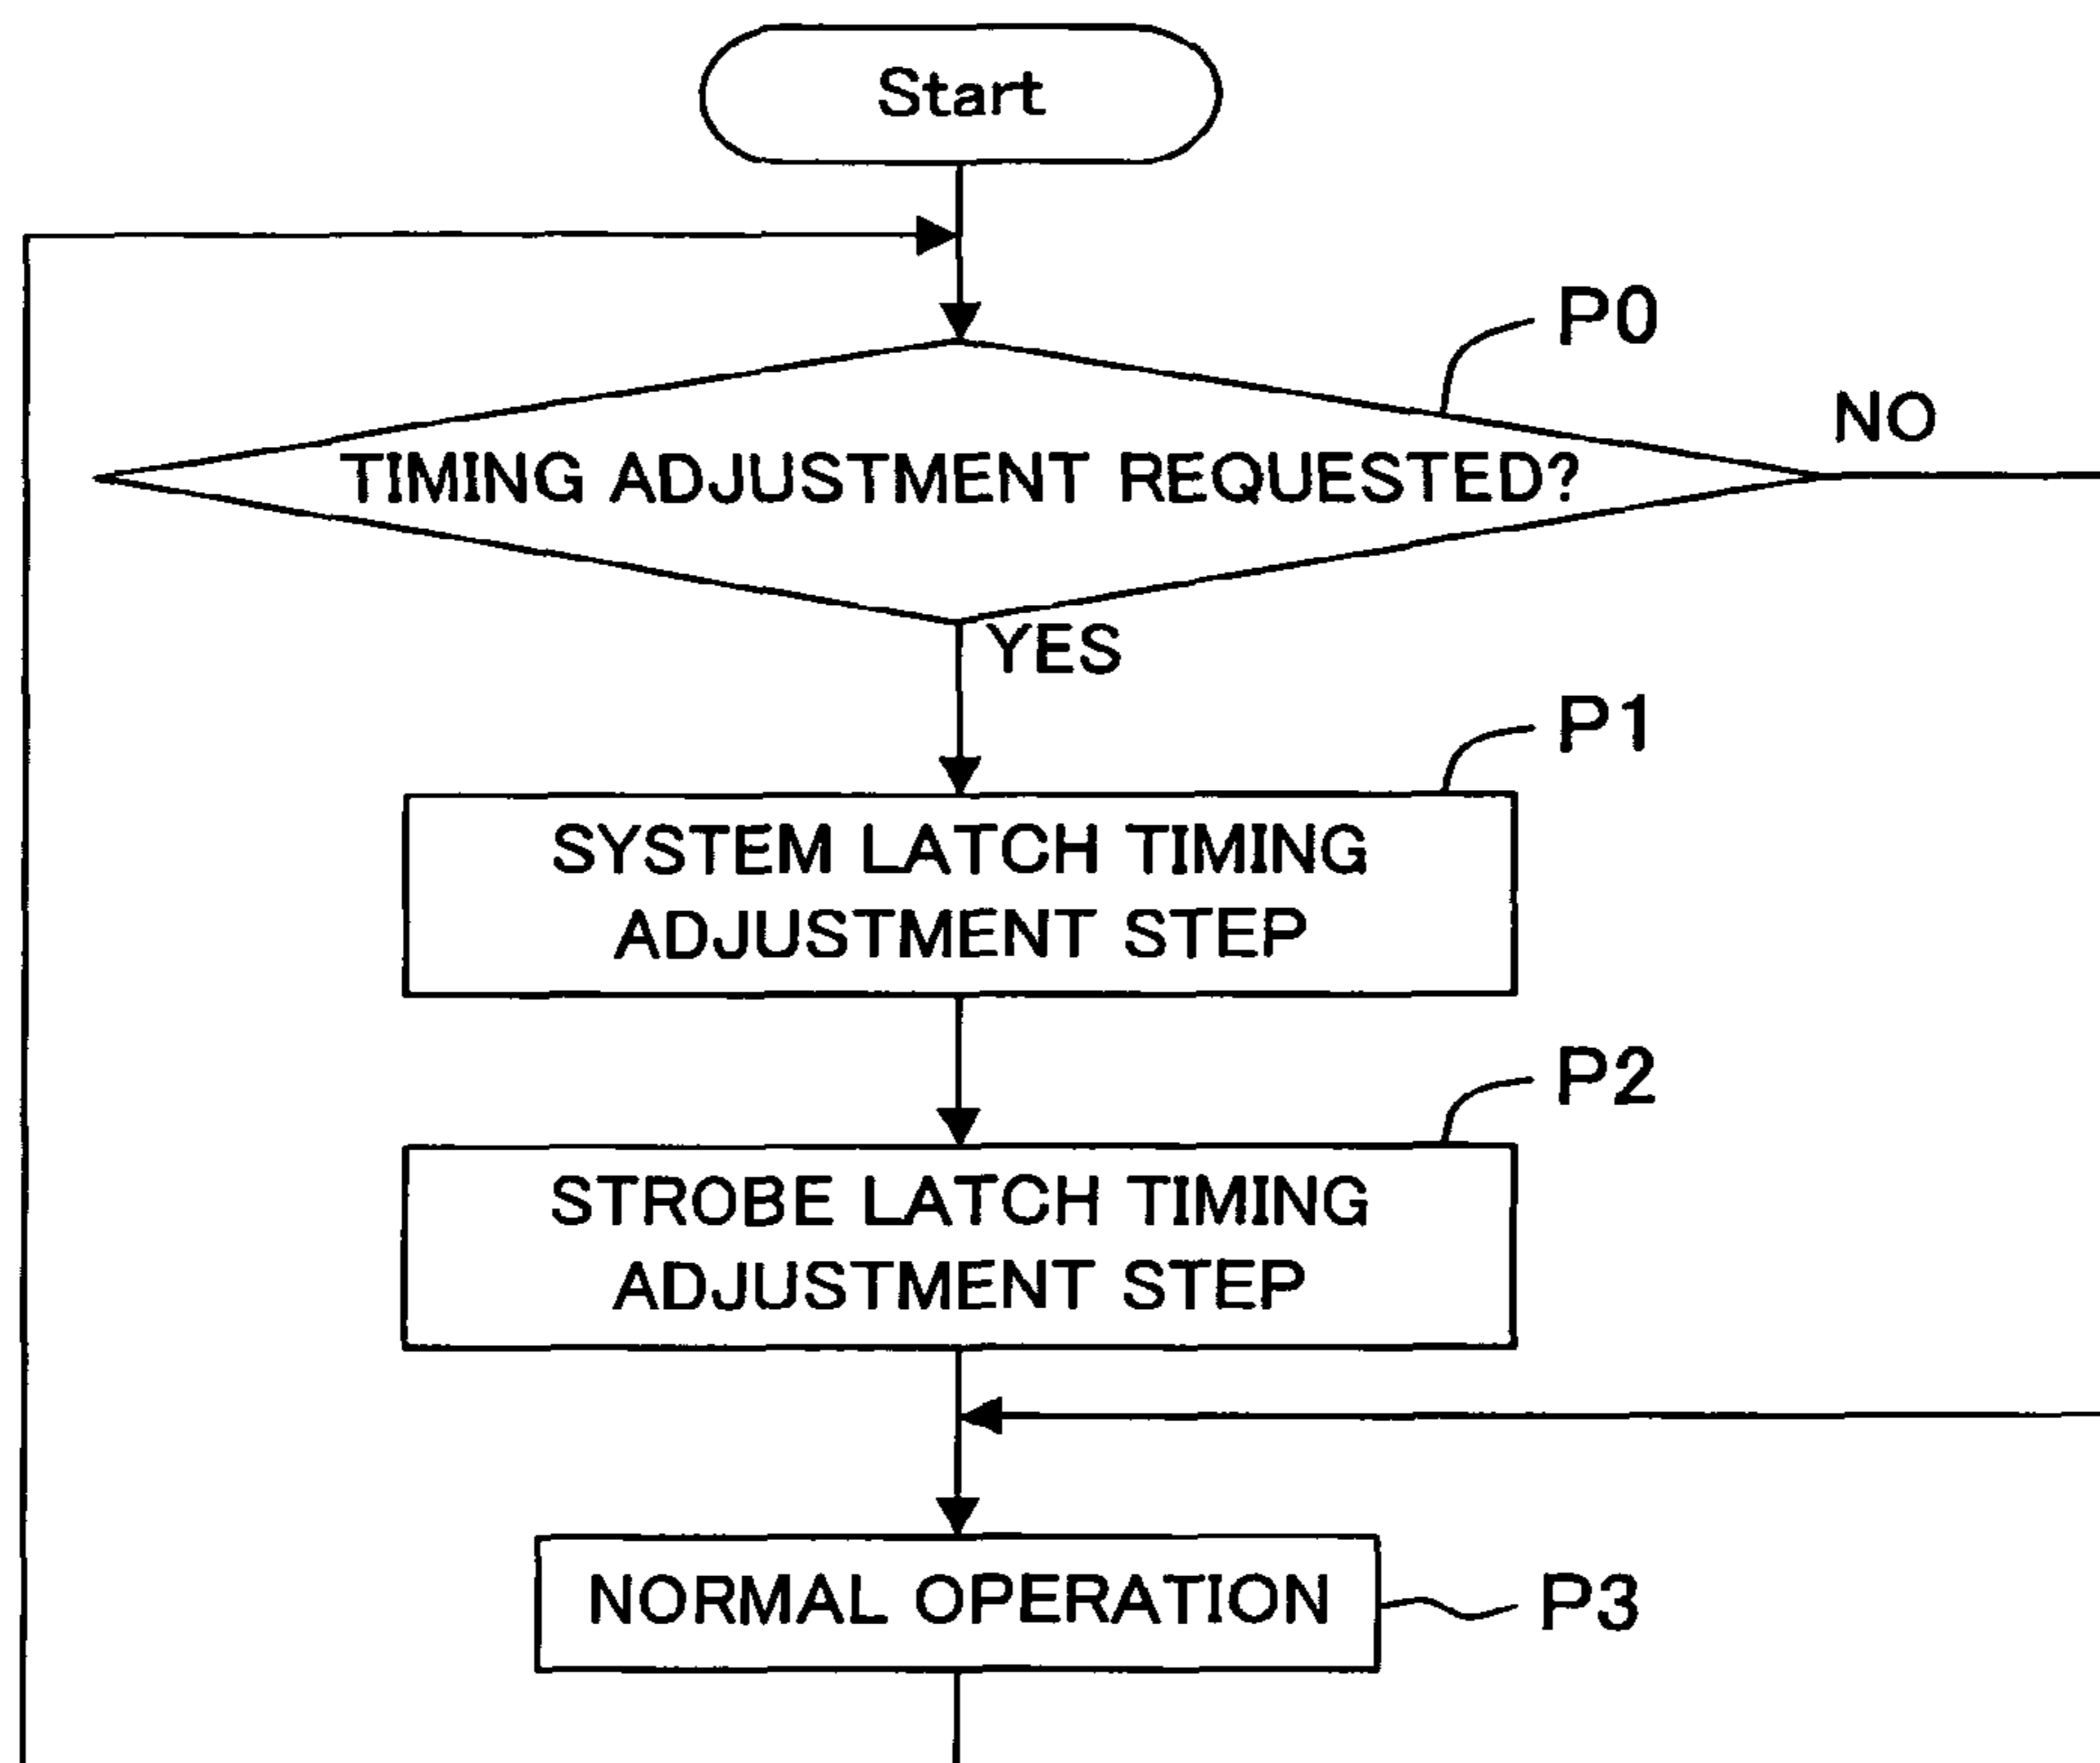 Start
P0
NO
TIMING ADJUSTMENT REQUESTED?
YES
P1
SYSTEM LATCH TIMING
ADJUSTMENT STEP
P2
STROBE LATCH TIMING
ADJUSTMENT STEP
NORMAL OPERATION
P3